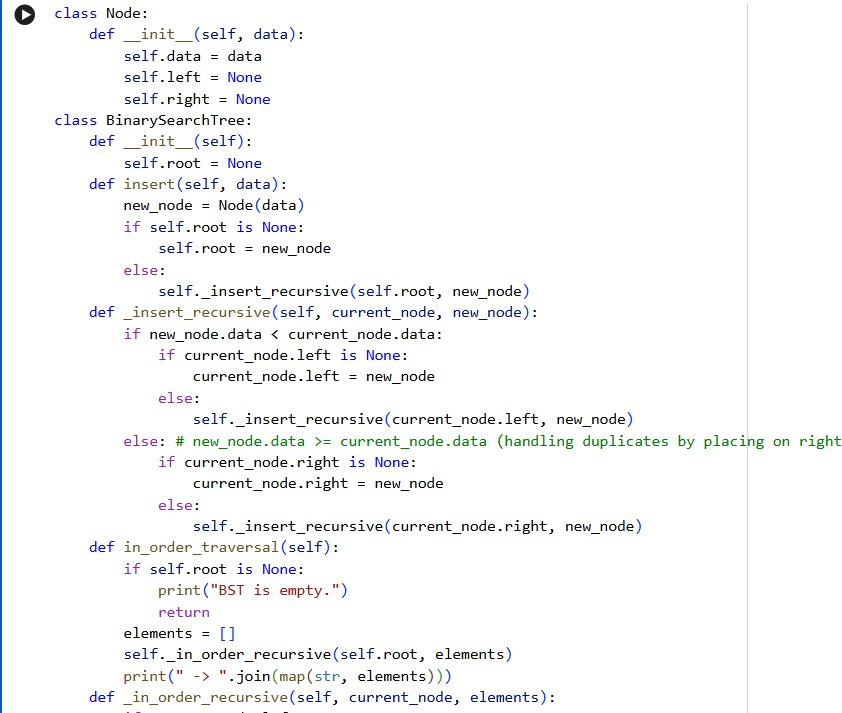 class Node:
    def __init__(self, data):
        self.data = data
        self.left = None
        self.right = None
class BinarySearchTree:
    def __init__(self):
        self.root = None
    def insert(self, data):
        new_node = Node(data)
        if self.root is None:
            self.root = new_node
        else:
            self._insert_recursive(self.root, new_node)
    def _insert_recursive(self, current_node, new_node):
        if new_node.data < current_node.data:
            if current_node.left is None:
                current_node.left = new_node
            else:
                self._insert_recursive(current_node.left, new_node)
        else: # new_node.data >= current_node.data (handling duplicates by placing on right
            if current_node.right is None:
                current_node.right = new_node
            else:
                self._insert_recursive(current_node.right, new_node)
    def in_order_traversal(self):
        if self.root is None:
            print("BST is empty.")
            return
        elements = []
        self._in_order_recursive(self.root, elements)
        print(" -> ".join(map(str, elements)))
    def _in_order_recursive(self, current_node, elements):